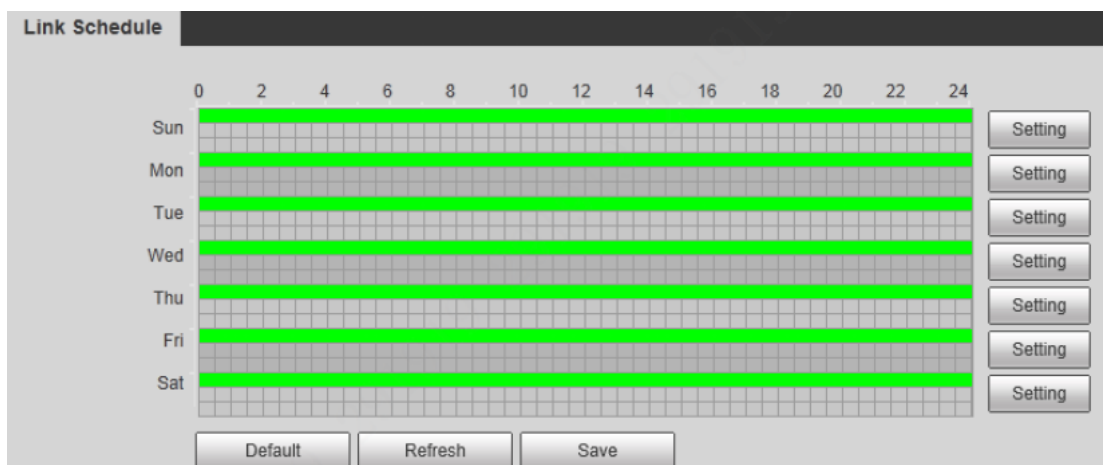 Link Schedule
0 2 4 6 8 10 12 14 16 18 20 22 24
Sun Setting
Mon Setting
Tue Setting
Wed Setting
Thu Setting
Fri Setting
Sat Setting
Default Refresh Save